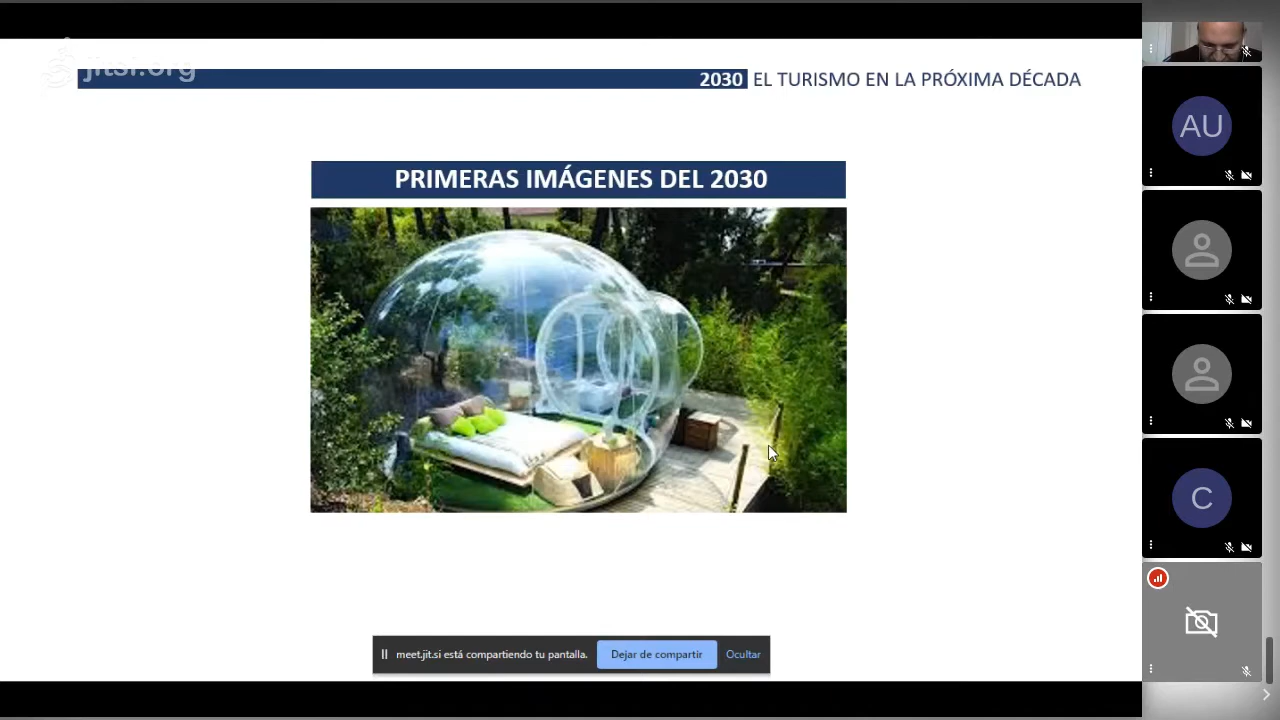 jitsi.org
2030 EL TURISMO EN LA PRÓXIMA DÉCADA
PRIMERAS IMÁGENES DEL 2030
AU
C
meet.jit.si está compartiendo tu pantalla.
Dejar de compartir
Ocultar